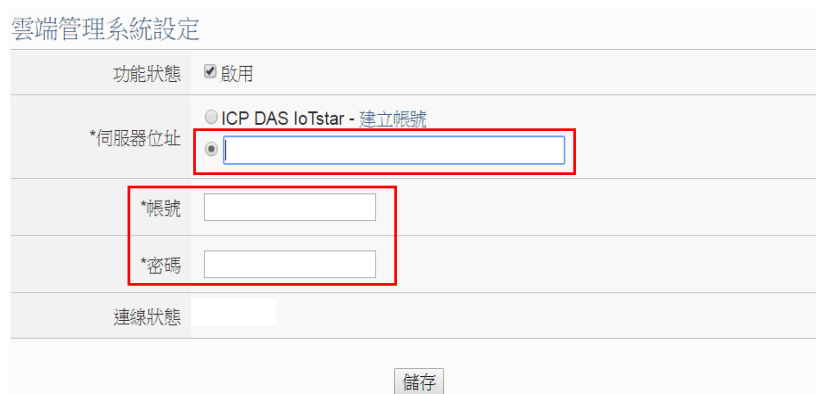 雲端管理系統設定
功能狀態 啟用
*伺服器位址 ICP DAS IoTstar - 建立帳號
*帳號
*密碼
連線狀態
儲存